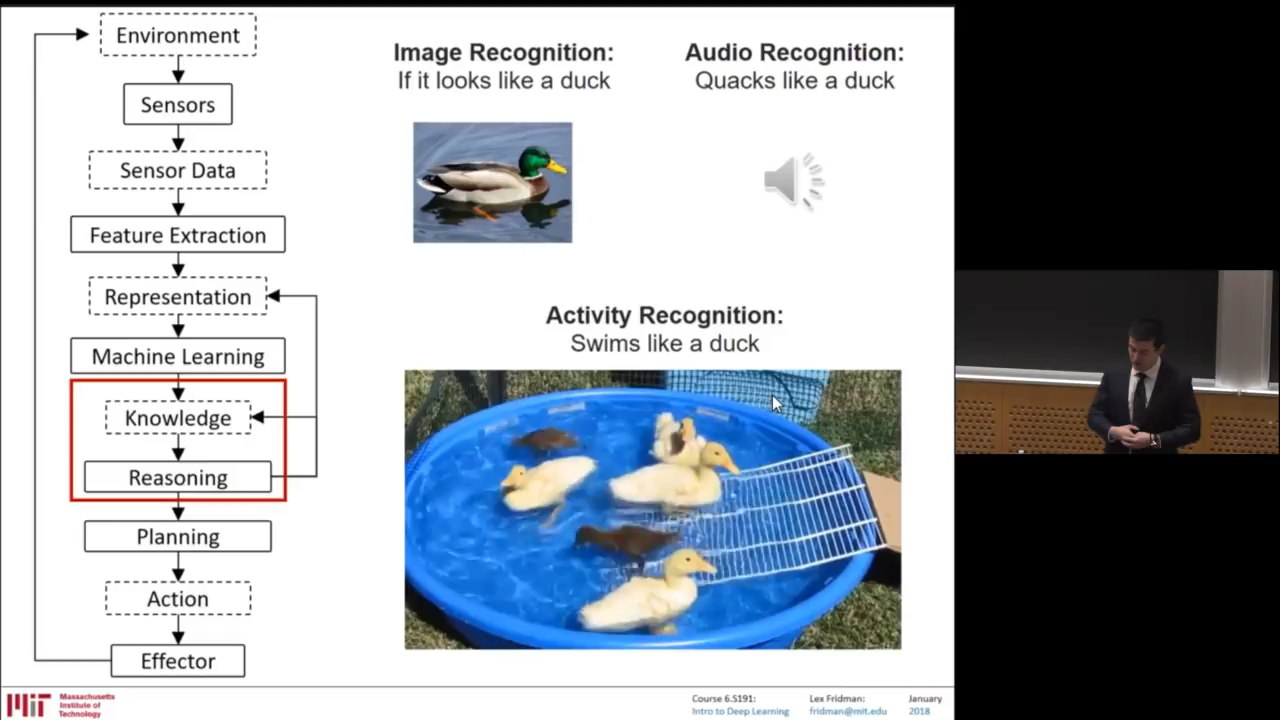 Environment
Sensors
Sensor Data
Feature Extraction
Representation
Machine Learning
Knowledge
Reasoning
Planning
Action
Effector
Image Recognition:
If it looks like a duck
Audio Recognition:
Quacks like a duck
Activity Recognition:
Swims like a duck
MIT
Massachusetts
Institute of
Technology
Course 6.S191:
Intro to Deep Learning
Lex Fridman:
fridman@mit.edu
January
2018